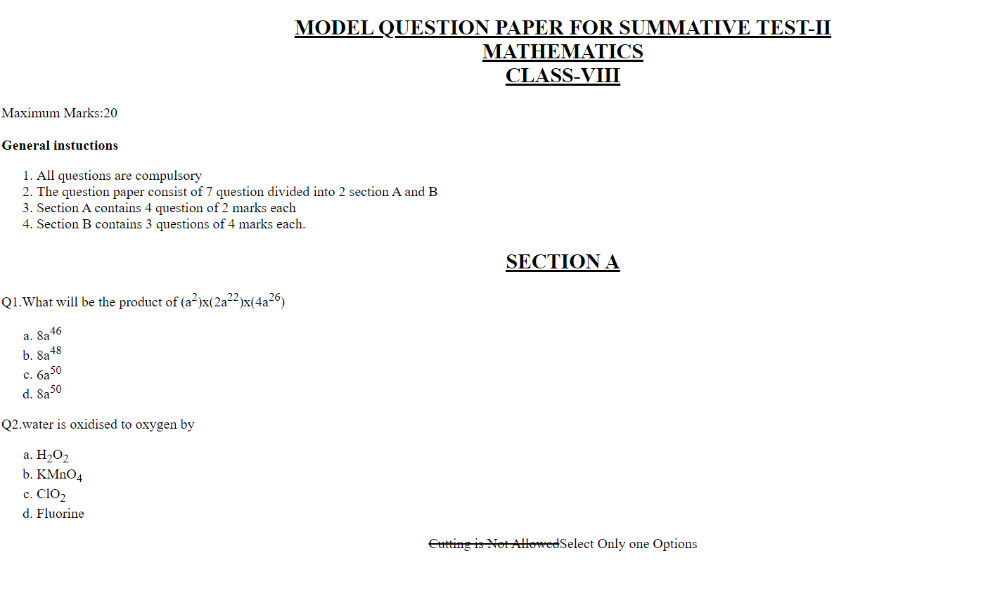 MODEL QUESTION PAPER FOR SUMMATIVE TEST-II
MATHEMATICS
CLASS-VIII
Maximum Marks:20
General instuctions
1. All questions are compulsory
2. The question paper consist of 7 question divided into 2 section A and B
3. Section A contains 4 question of 2 marks each
4. Section B contains 3 questions of 4 marks each.
SECTION A
Q1.What will be the product of (a²)x(2a²²)x(4a²⁶)
a. 8a⁴⁶
b. 8a⁴⁸
c. 6a⁵⁰
d. 8a⁵⁰
Q2.water is oxidised to oxygen by
a. H₂O₂
b. KMnO₄
c. ClO₂
d. Fluorine
Cutting is Not AllowedSelect Only one Options